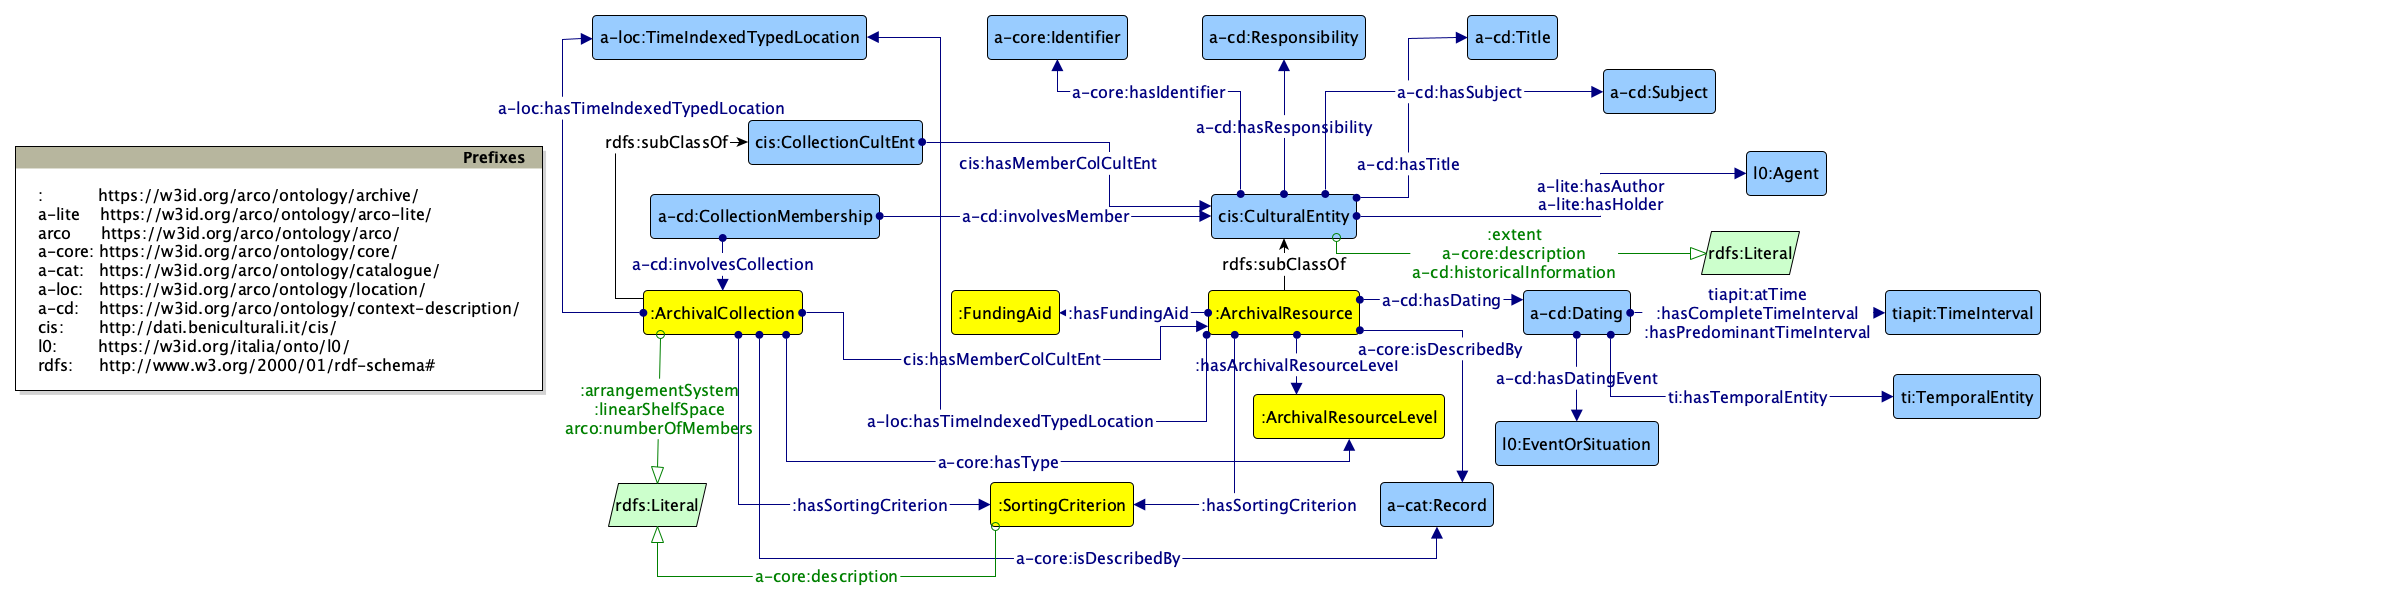 a-loc:TimeIndexedTypedLocation
a-core:Identifier
a-cd:Responsibility
a-cd:Title
a-core:hasIdentifier
a-cd:hasSubject
a-cd:Subject
a-loc:hasTimeIndexedTypedLocation
a-cd:hasResponsibility
rdfs:subClassOf
cis:CollectionCultEnt
cis:hasMemberColCultEnt
a-cd:hasTitle
l0:Agent
a-lite:hasAuthor
a-lite:hasHolder
a-cd:CollectionMembership
a-cd:involvesMember
cis:CulturalEntity
Prefixes
: https://w3id.org/arco/ontology/archive/
a-lite https://w3id.org/arco/ontology/arco-lite/
arco https://w3id.org/arco/ontology/arco/
a-core: https://w3id.org/arco/ontology/core/
a-cat: https://w3id.org/arco/ontology/catalogue/
a-loc: https://w3id.org/arco/ontology/location/
a-cd: https://w3id.org/arco/ontology/context-description/
cis: http://dati.beniculturali.it/cis/
l0: https://w3id.org/italia/onto/l0/
rdfs: http://www.w3.org/2000/01/rdf-schema#
a-cd:involvesCollection
rdfs:subClassOf
:extent
a-core:description
a-cd:historicalInformation
rdfs:Literal
:ArchivalCollection
:FundingAid
:hasFundingAid
:ArchivalResource
a-cd:hasDating
a-cd:Dating
tiapit:atTime
:hasCompleteTimeInterval
:hasPredominantTimeInterval
tiapit:TimeInterval
cis:hasMemberColCultEnt
:hasArchivalResourceLevel
a-core:isDescribedBy
a-cd:hasDatingEvent
ti:hasTemporalEntity
ti:TemporalEntity
:arrangementSystem
:linearShelfSpace
arco:numberOfMembers
a-loc:hasTimeIndexedTypedLocation
:ArchivalResourceLevel
l0:EventOrSituation
a-core:hasType
rdfs:Literal
:hasSortingCriterion
:SortingCriterion
:hasSortingCriterion
a-cat:Record
a-core:isDescribedBy
a-core:description